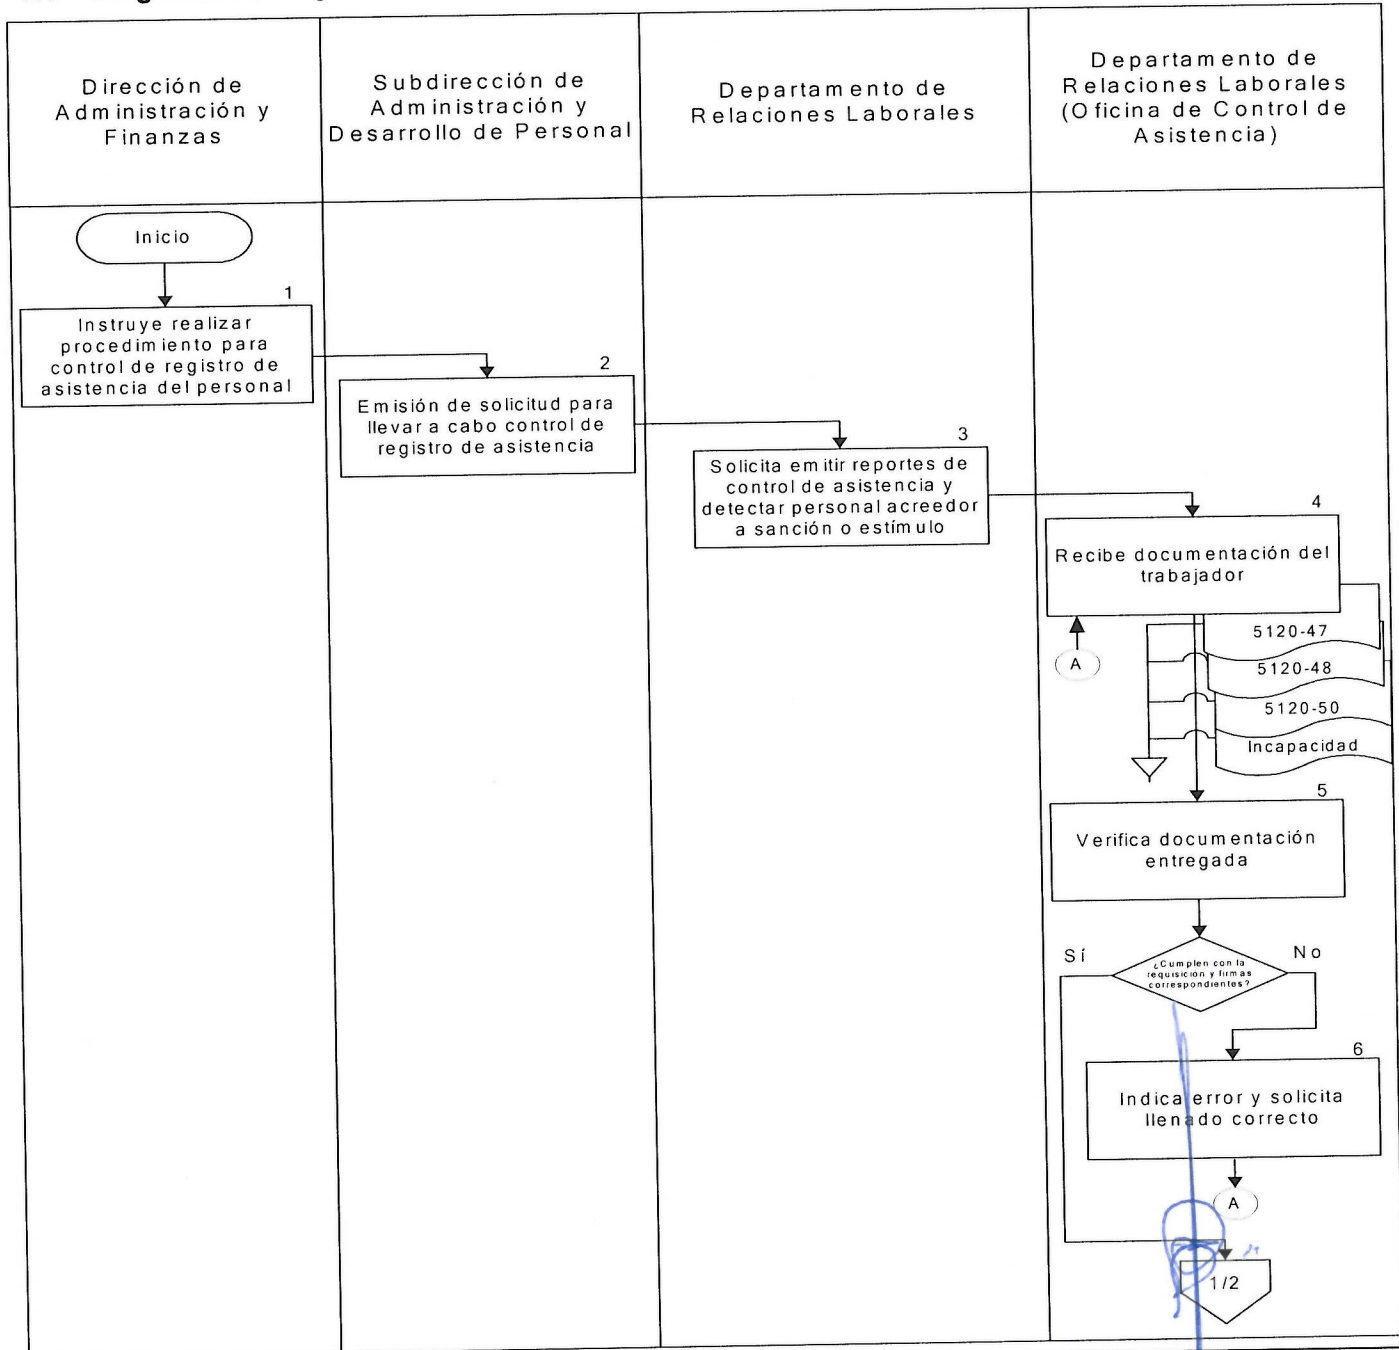 Dirección de
Administración y
Finanzas
Subdirección de
Administración y
Desarrollo de Personal
Departamento de
Relaciones Laborales
Departamento de
Relaciones Laborales
(Oficina de Control de
Asistencia)
Inicio
1
Instruye realizar
procedimiento para
control de registro de
asistencia del personal
2
Emisión de solicitud para
llevar a cabo control de
registro de asistencia
3
Solicita emitir reportes de
control de asistencia y
detectar personal acreedor
a sanción o estímulo
4
Recibe documentación del
trabajador
A
5120-47
5120-48
5120-50
Incapacidad
5
Verifica documentación
entregada
Sí
¿Cumplen con la
requisición y firmas
correspondientes?
No
6
Indica error y solicita
llenado correcto
A
1/2